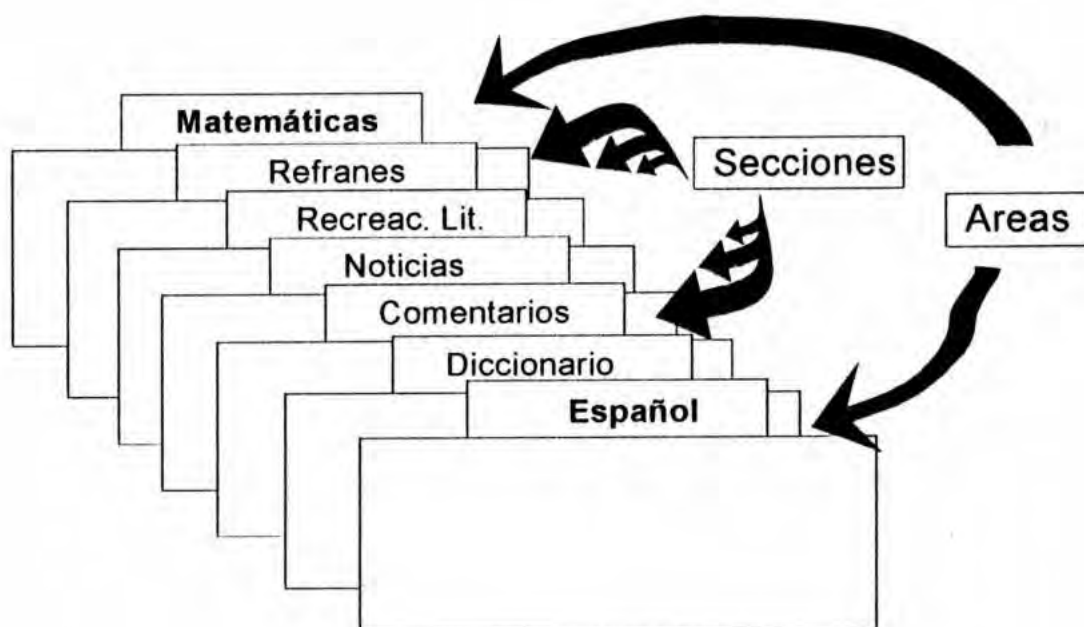 Matemáticas
Refranes
Secciones
Recreac. Lit.
Areas
Noticias
Comentarios
Diccionario
Español